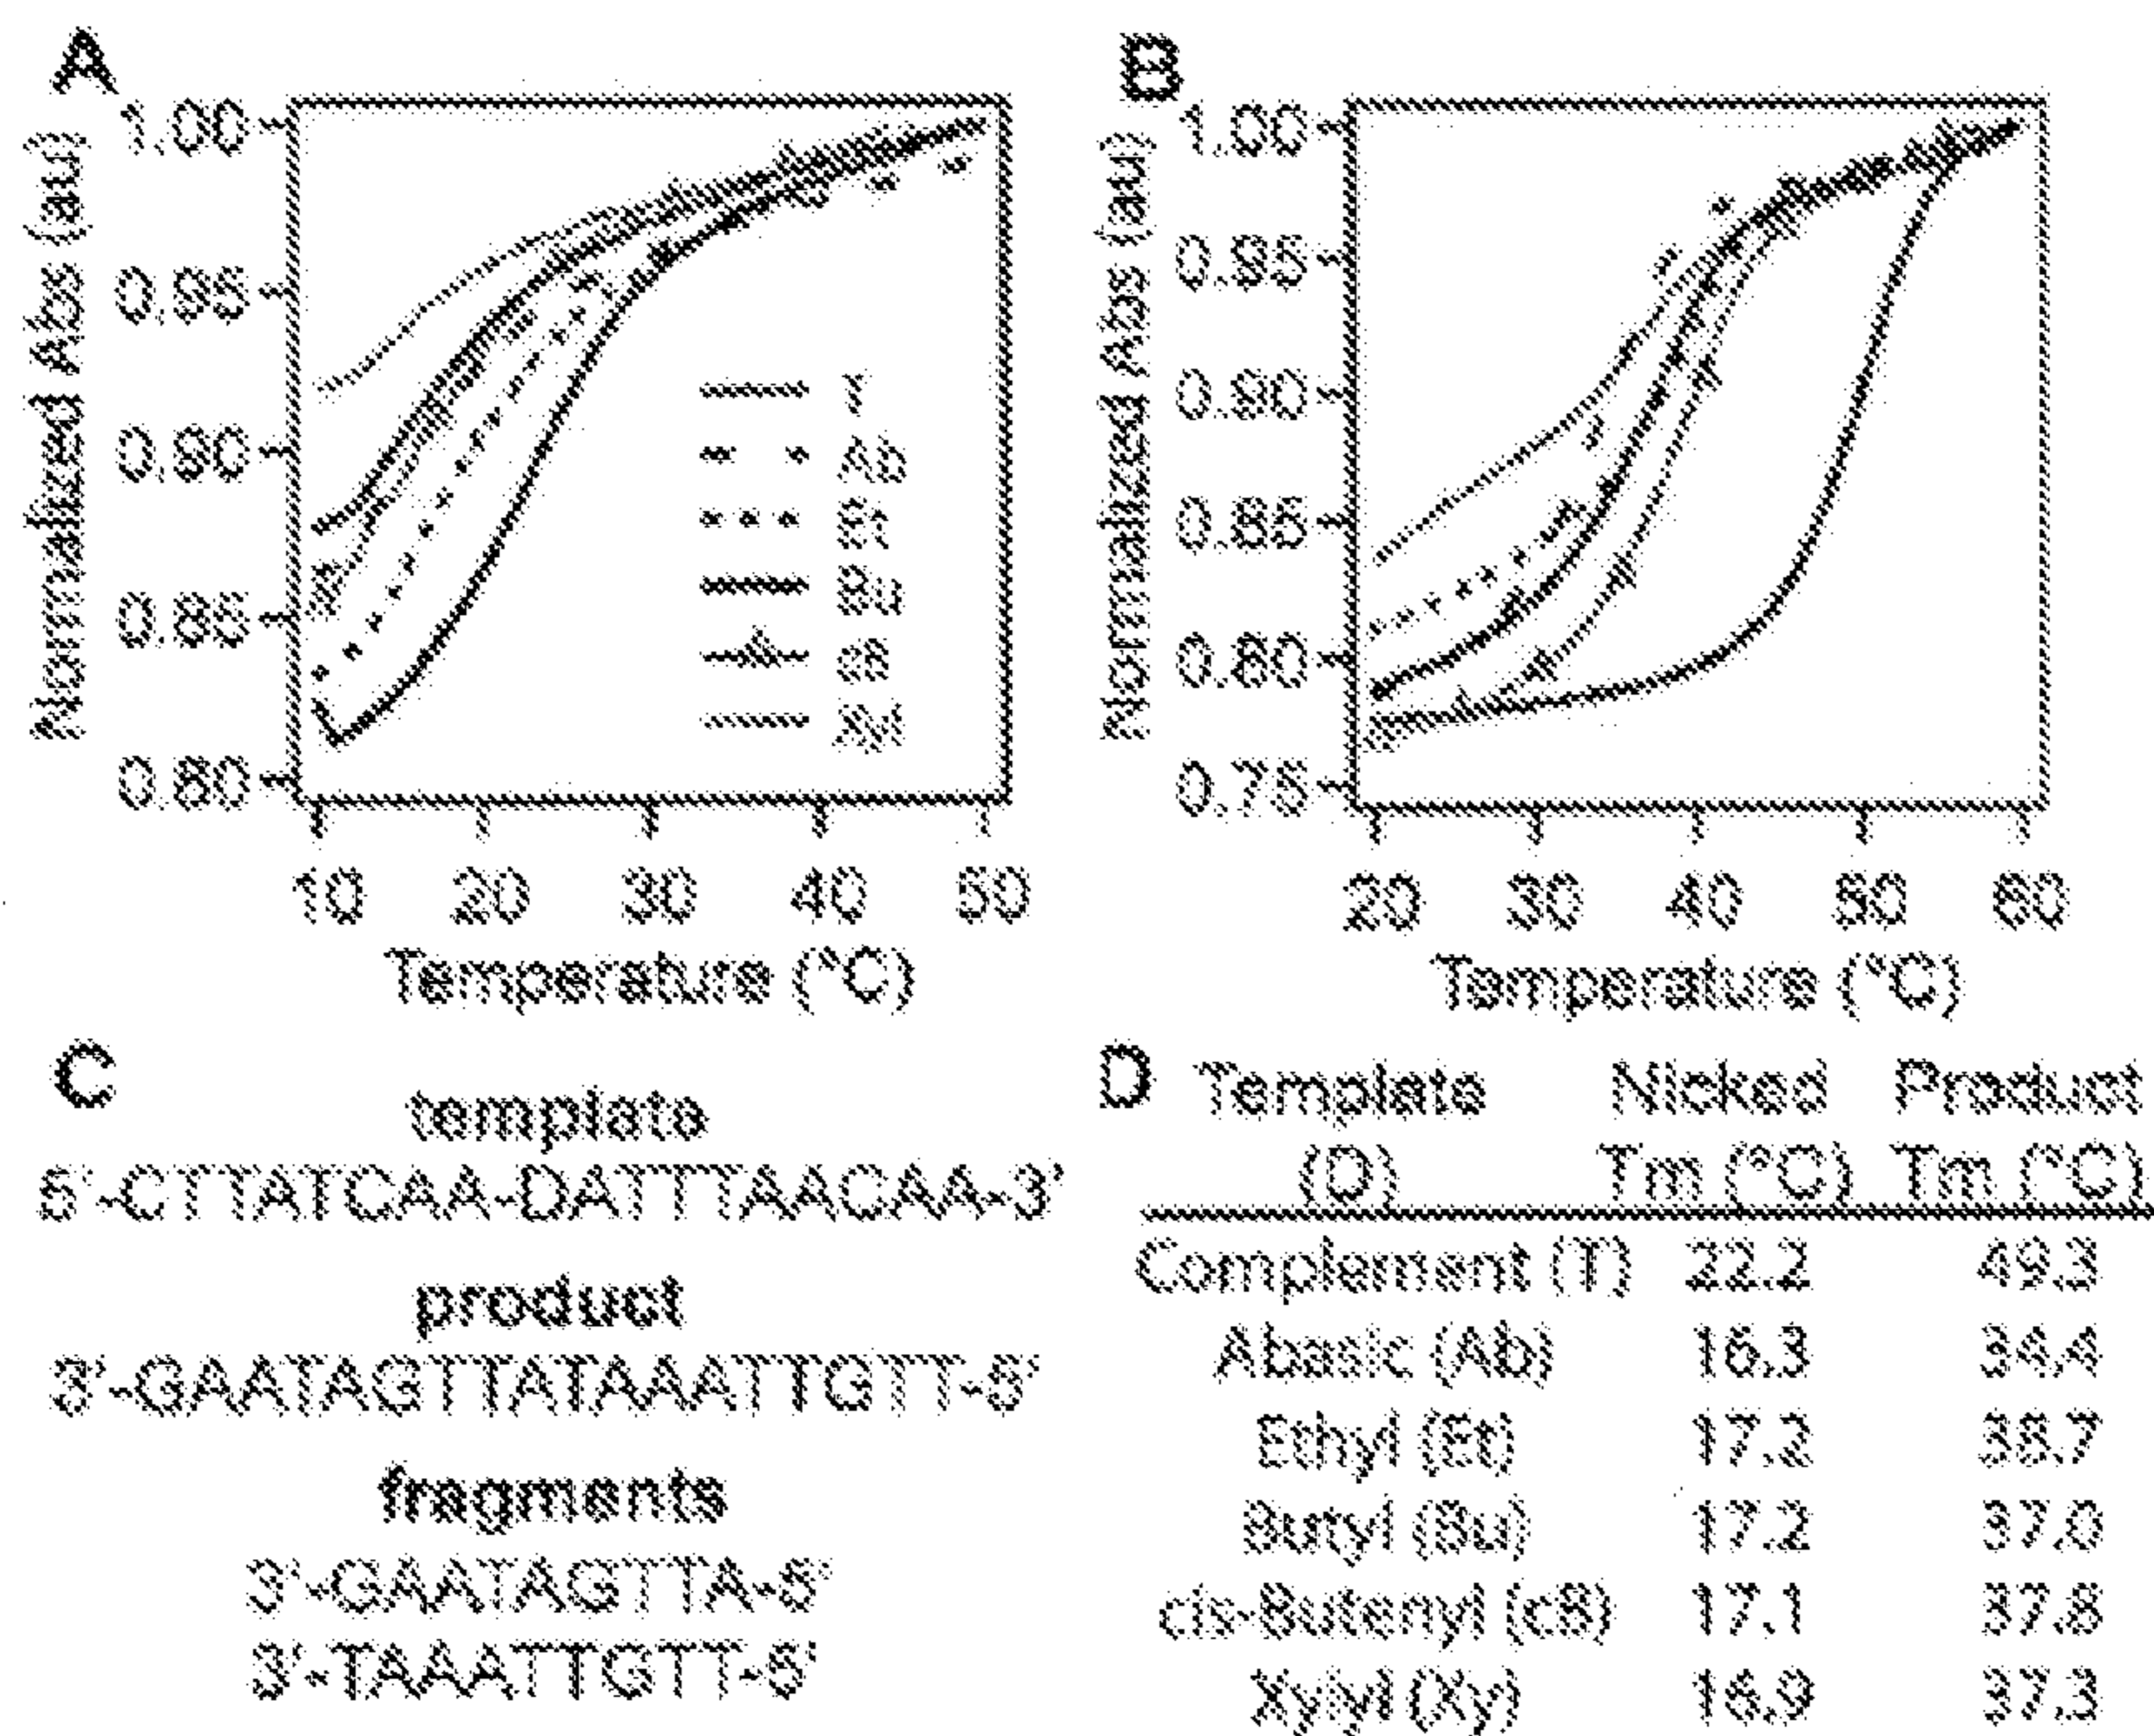 A
1.00
0.95
0.90
0.85
0.80
Normalized Abs (au)
10 20 30 40 50
Temperature (°C)
T
Ab
Et
Bu
cB
Xyl
B
1.00
0.95
0.90
0.85
0.80
0.75
Normalized Abs (au)
20 30 40 50 60
Temperature (°C)
C
template
5'-CTTATCAA-DATTTAACAA-3'
product
3'-GAATAGTTATAAATTGTT-5'
fragments
3'-GAATAGTTA-5'
3'-TAAATTGTT-5'
D
Template Nicked Product
(D) Tm (°C) Tm (°C)
Complement (T) 22.2 49.3
Abasic (Ab) 16.3 34.4
Ethyl (Et) 17.2
Butyl (Bu) 17.2 37.0
cis-Butenyl (cB) 17.1 37.8
Xylyl (Xy) 16.9 37.3